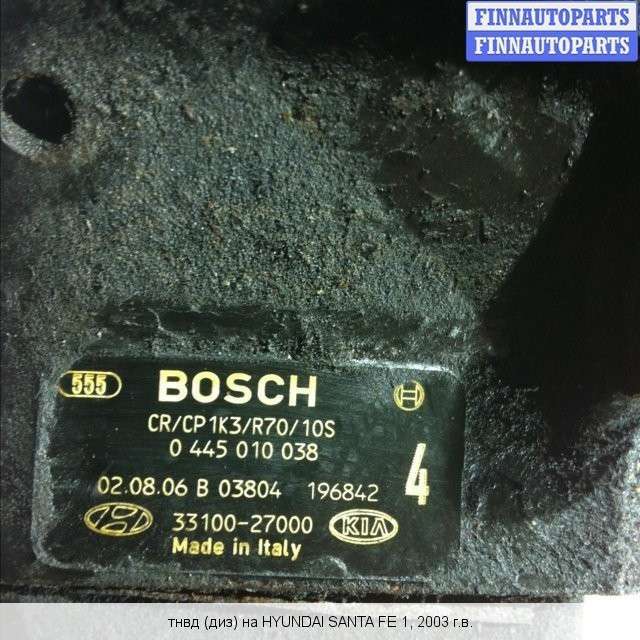 FINNAUTOPARTS
FINNAUTOPARTS
555 BOSCH
CR/CP1K3/R70/10S
0 445 010 038
4
02.08.06 B 03804 196842
33100-27000 KIA
Made in Italy
тнвд (диз) на HYUNDAI SANTA FE 1, 2003 г.в.